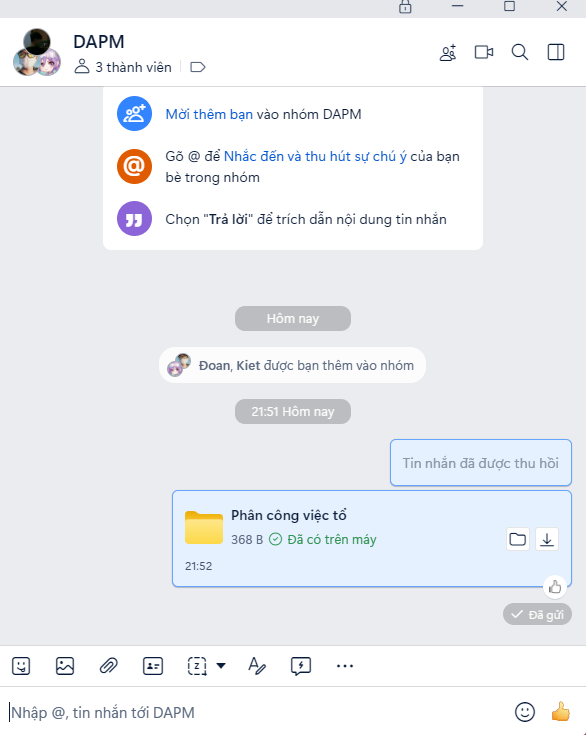 DAPM
3 thành viên
Mời thêm bạn vào nhóm DAPM
Gõ @ để Nhắc đến và thu hút sự chú ý của bạn
bè trong nhóm
Chọn "Trả lời" để trích dẫn nội dung tin nhắn
Hôm nay
Đoan, Kiet được bạn thêm vào nhóm
21:51 Hôm nay
Tin nhắn đã được thu hồi
Phân công việc tổ
368 B Đã có trên máy
21:52
Đã gửi
Nhập @, tin nhắn tới DAPM